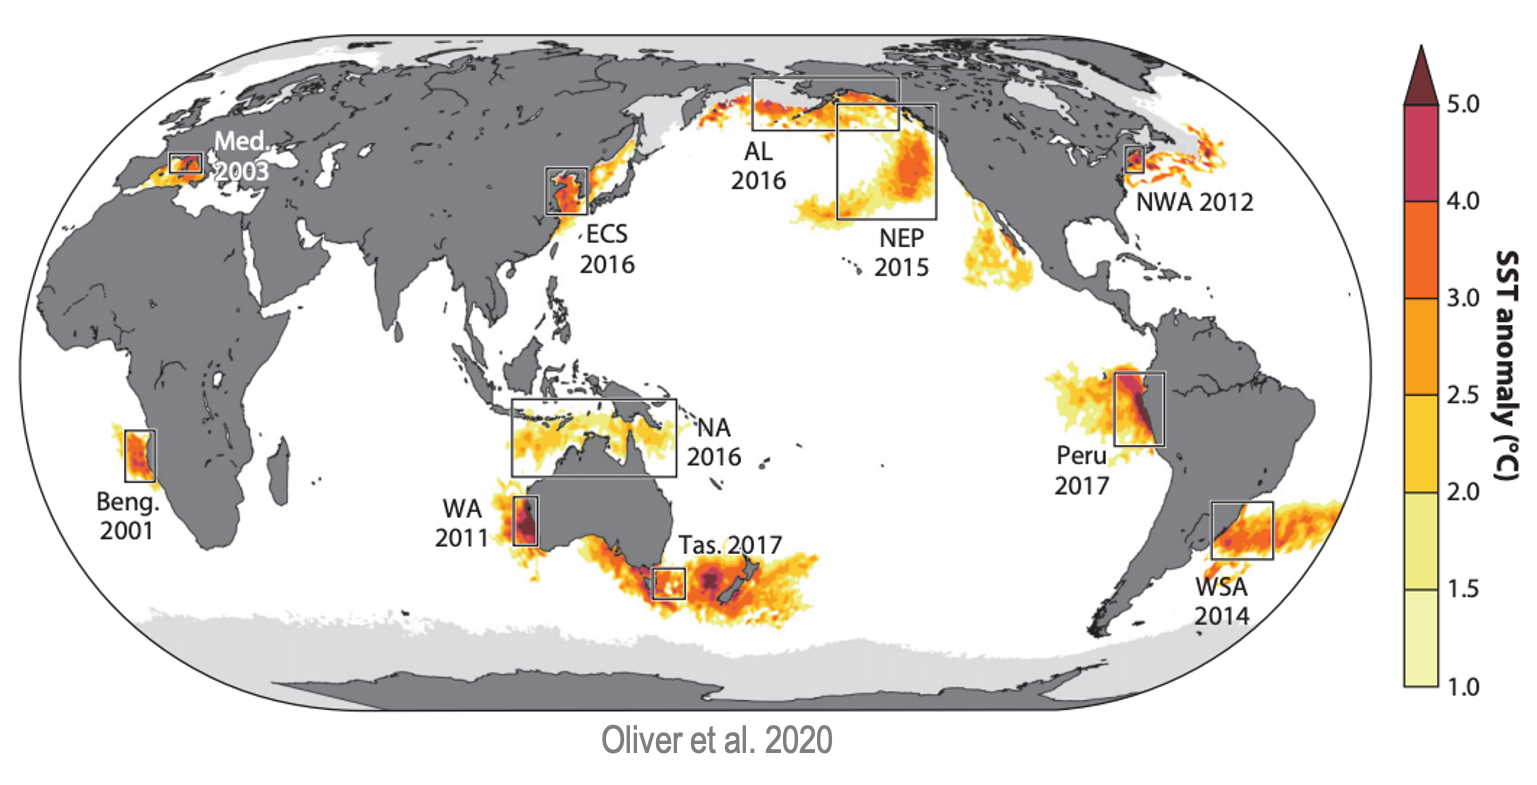 Med.
2003
AL
2016
NWA 2012
ECS
2016
NEP
2015
NA
2016
Peru
2017
Beng.
2001
WA
2011
Tas. 2017
WSA
2014
5.0
4.0
3.0
2.5
2.0
1.5
1.0
SST anomaly (°C)
Oliver et al. 2020